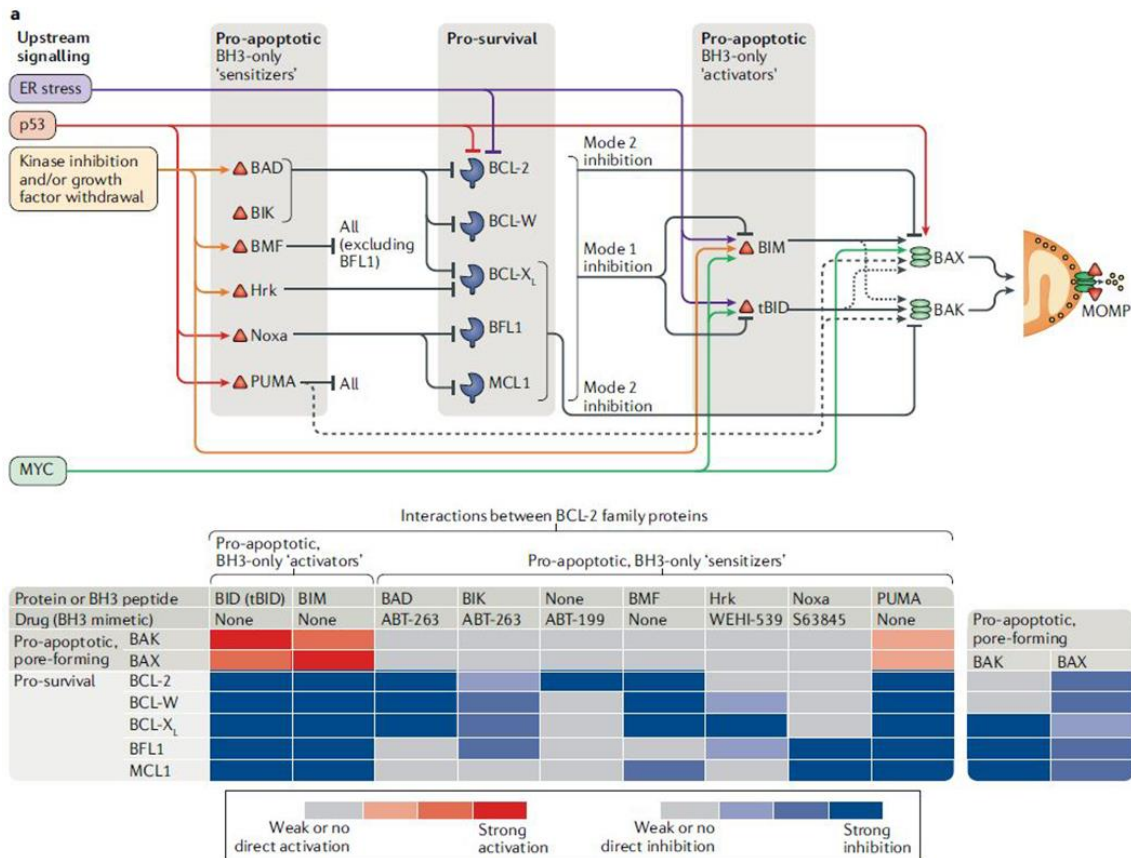 a
Upstream
signalling
Pro-apoptotic
BH3-only
'sensitizers'
Pro-survival
Pro-apoptotic
BH3-only
'activators'
ER stress
p53
Kinase inhibition
and/or growth
factor withdrawal
MYC
BAD
BIK
BMF
All
(excluding
BFL1)
Hrk
Noxa
PUMA
All
BCL-2
BCL-W
BCL-XL
BFL1
MCL1
Mode 2
inhibition
Mode 1
inhibition
Mode 2
inhibition
BIM
tBID
BAX
BAK
MOMP
Interactions between BCL-2 family proteins
Pro-apoptotic,
BH3-only 'activators'
Pro-apoptotic, BH3-only 'sensitizers'
Protein or BH3 peptide BID (tBID) BIM BAD BIK None BMF Hrk Noxa PUMA
Drug (BH3 mimetic) None None ABT-263 ABT-263 ABT-199 None WEHI-539 S63845 None
Pro-apoptotic,
pore-forming
BAK
BAX
Pro-survival
BCL-2
BCL-W
BCL-XL
BFL1
MCL1
Pro-apoptotic,
pore-forming
BAK BAX
Weak or no
direct activation
Strong
activation
Weak or no
direct inhibition
Strong
inhibition